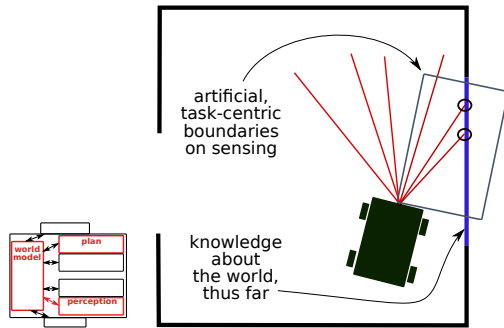 artificial,
task-centric
boundaries
on sensing
knowledge
about
the world,
thus far
plan
world
model
perception